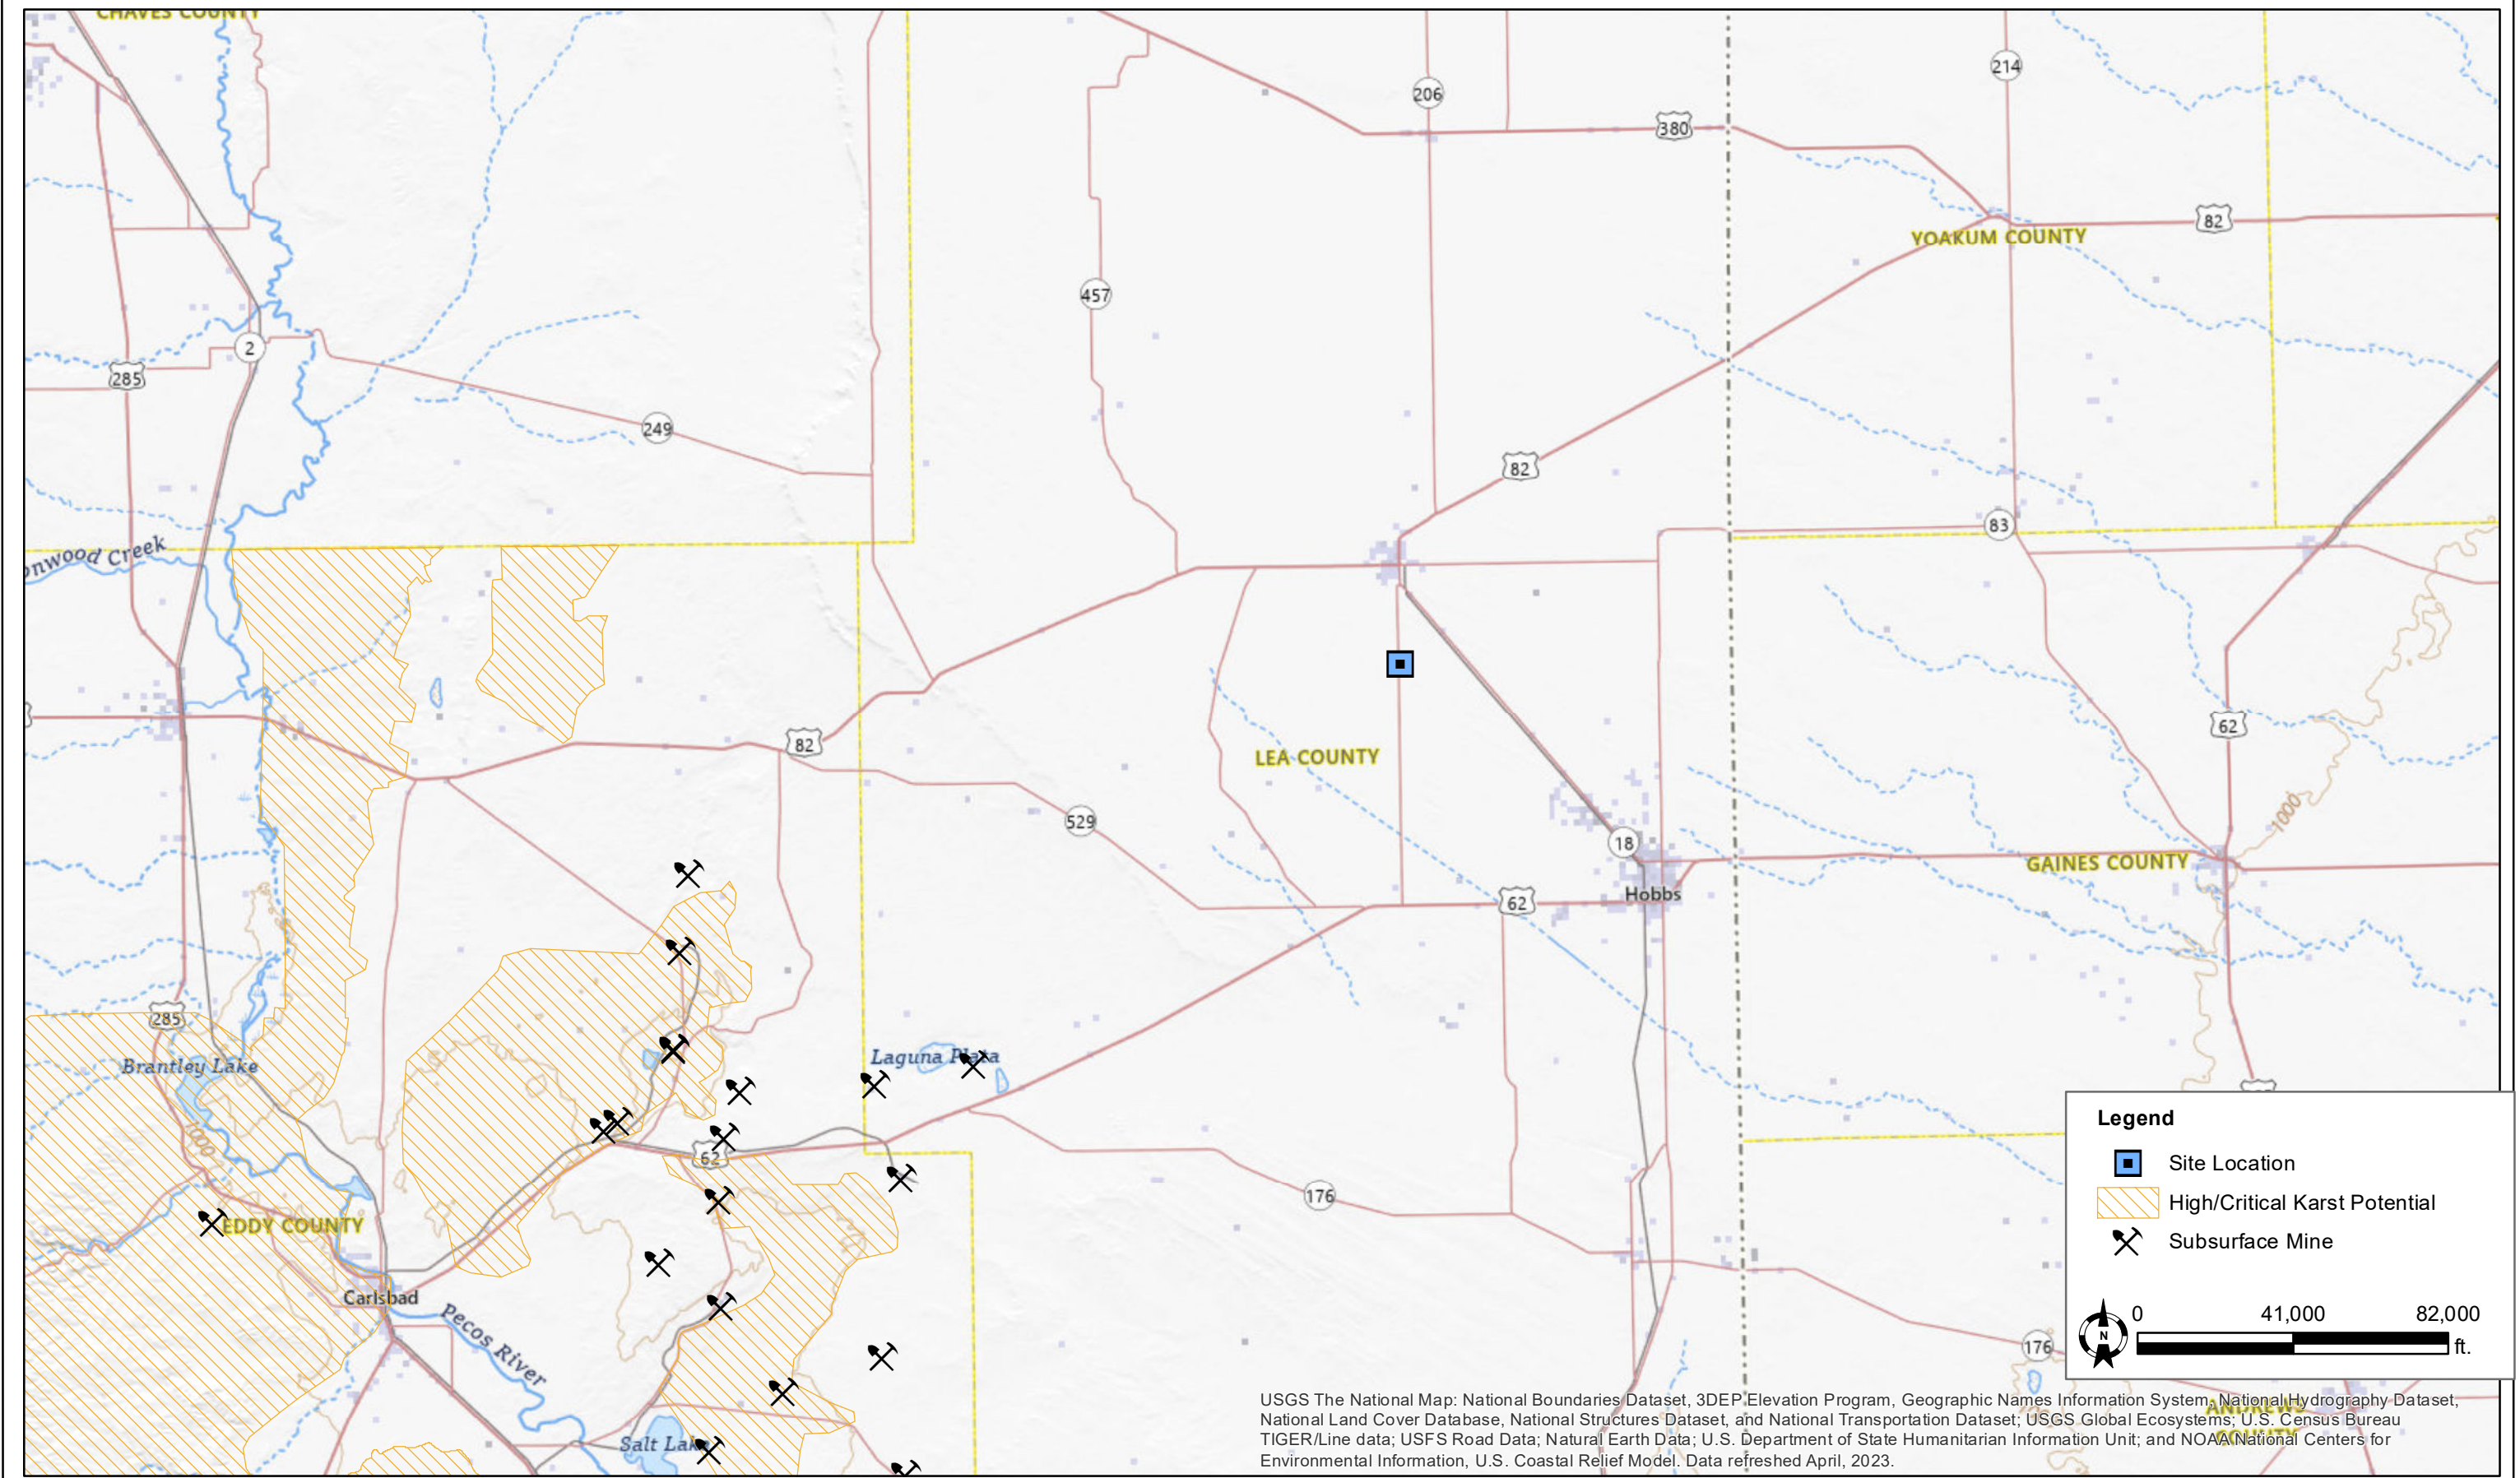 CHAVES COUNTY
214
206
380
82
YOAKUM COUNTY
457
2
285
249
82
83
onwood Creek
62
82
LEA COUNTY
529
1000
18
GAINES COUNTY
Hobbs
62
285
Brantley Lake
Laguna Plata
1000
62
176
EDDY COUNTY
Carlsbad
Pecos River
Salt Lake
176
Legend
Site Location
High/Critical Karst Potential
Subsurface Mine
N
0 41,000 82,000
ft.
ANDREWS
COUNTY
USGS The National Map: National Boundaries Dataset, 3DEP Elevation Program, Geographic Names Information System, National Hydrography Dataset,
National Land Cover Database, National Structures Dataset, and National Transportation Dataset; USGS Global Ecosystems; U.S. Census Bureau
TIGER/Line data; USFS Road Data; Natural Earth Data; U.S. Department of State Humanitarian Information Unit; and NOAA National Centers for
Environmental Information, U.S. Coastal Relief Model. Data refreshed April, 2023.